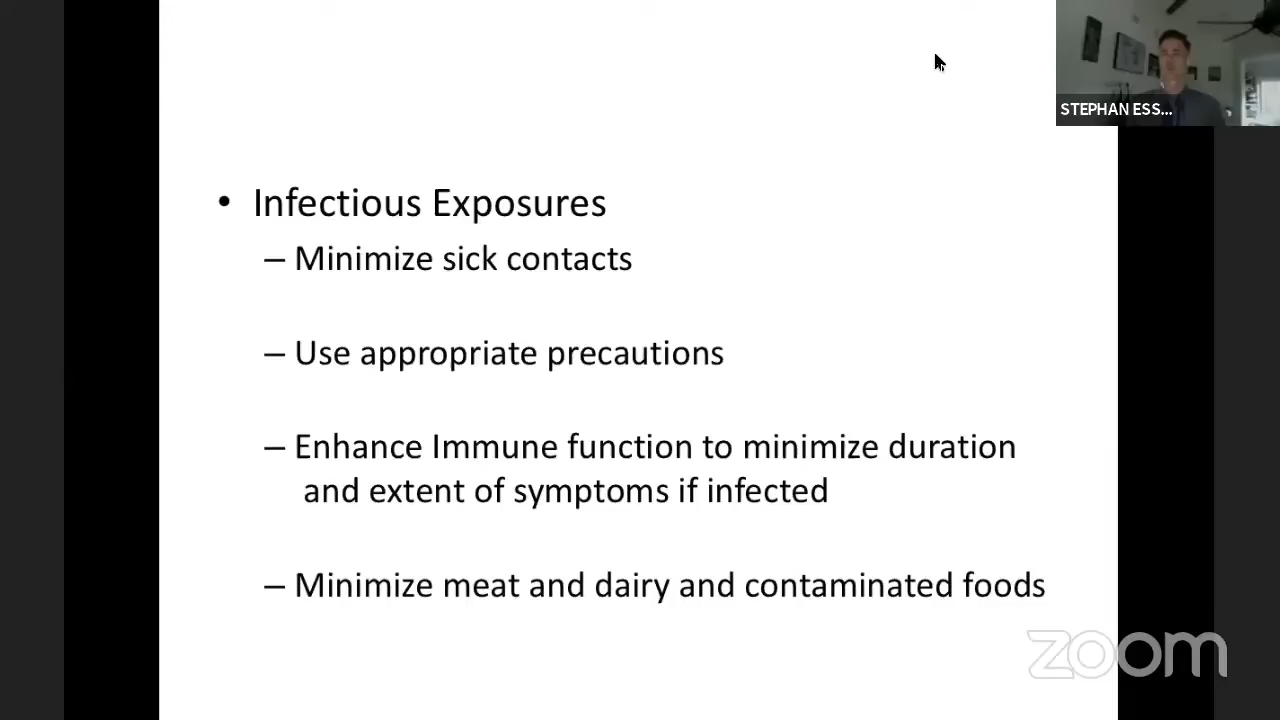 STEPHAN ESS...
• Infectious Exposures
– Minimize sick contacts
– Use appropriate precautions
– Enhance Immune function to minimize duration
and extent of symptoms if infected
– Minimize meat and dairy and contaminated foods
zoom